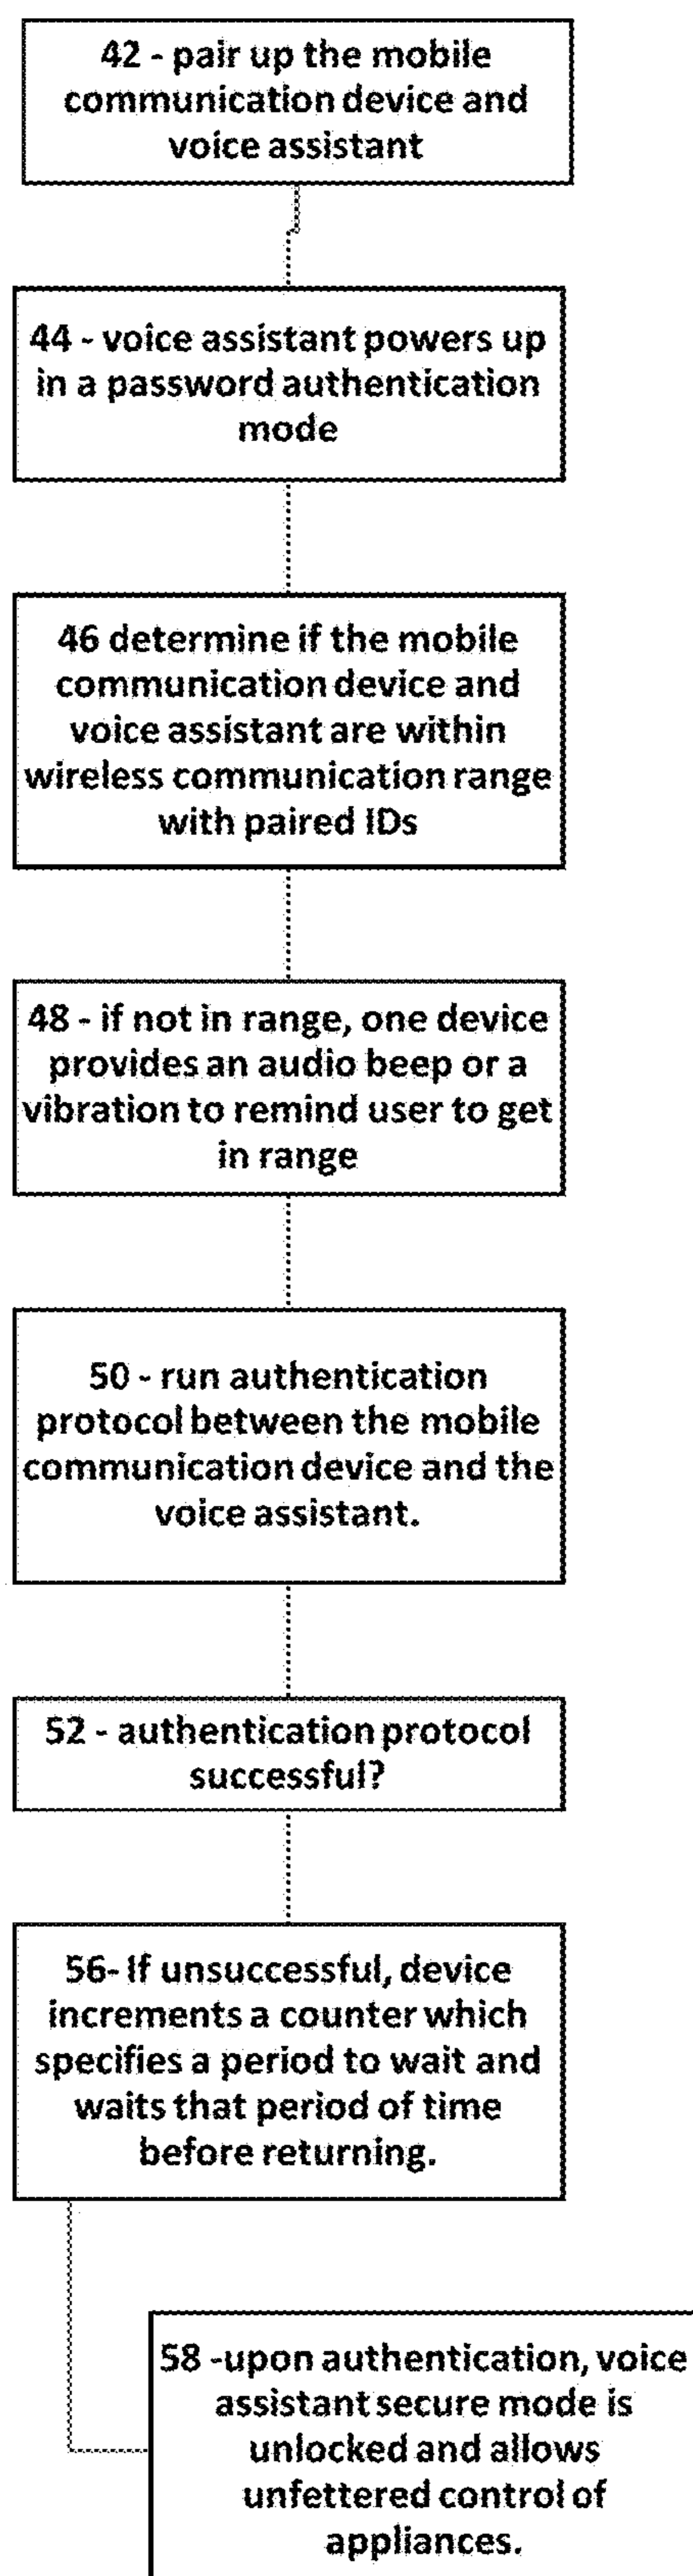 42 - pair up the mobile
communication device and
voice assistant
44 - voice assistant powers up
in a password authentication
mode
46 determine if the mobile
communication device and
voice assistant are within
wireless communication range
with paired IDs
48 - if not in range, one device
provides an audio beep or a
vibration to remind user to get
in range
50 - run authentication
protocol between the mobile
communication device and the
voice assistant.
52 - authentication protocol
successful?
56- If unsuccessful, device
increments a counter which
specifies a period to wait and
waits that period of time
before returning.
58 -upon authentication, voice
assistant secure mode is
unlocked and allows
unfettered control of
appliances.